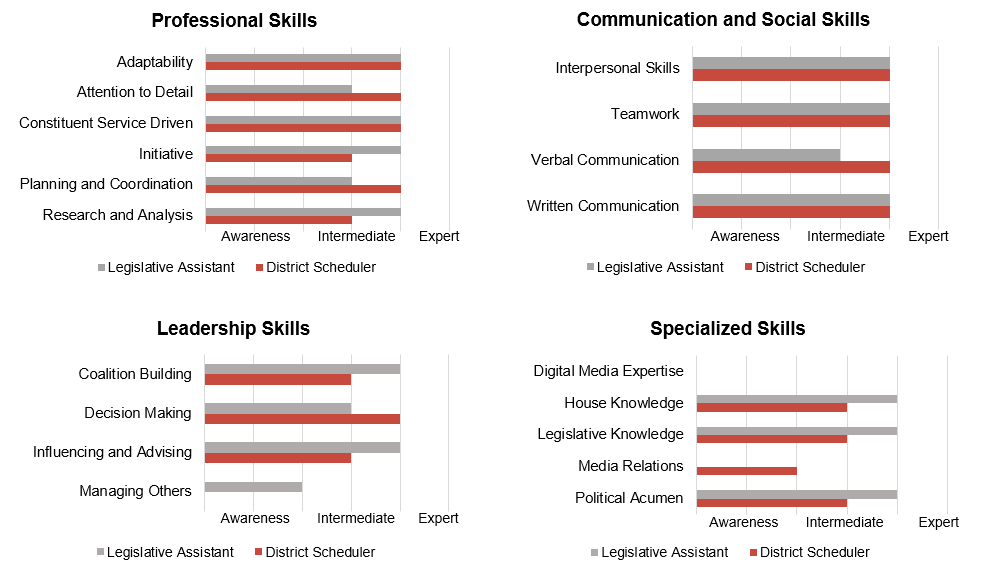 Professional Skills
Adaptability
Attention to Detail
Constituent Service Driven
Initiative
Planning and Coordination
Research and Analysis
Awareness Intermediate Expert
Legislative Assistant District Scheduler
Communication and Social Skills
Interpersonal Skills
Teamwork
Verbal Communication
Written Communication
Awareness Intermediate Expert
Legislative Assistant District Scheduler
Leadership Skills
Coalition Building
Decision Making
Influencing and Advising
Managing Others
Awareness Intermediate Expert
Legislative Assistant District Scheduler
Specialized Skills
Digital Media Expertise
House Knowledge
Legislative Knowledge
Media Relations
Political Acumen
Awareness Intermediate Expert
Legislative Assistant District Scheduler